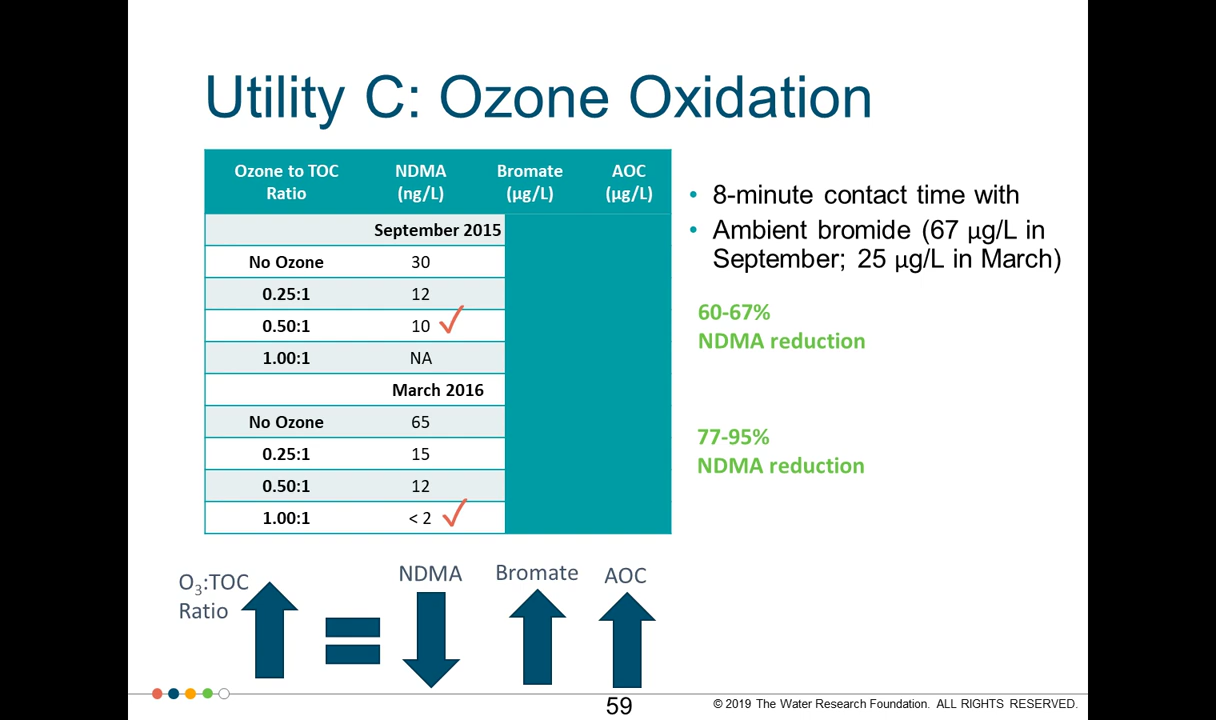 Utility C: Ozone Oxidation
Ozone to TOC Ratio NDMA (ng/L) Bromate (µg/L) AOC (µg/L)
September 2015
No Ozone 30
0.25:1 12
0.50:1 10 ✓
1.00:1 NA
March 2016
No Ozone 65
0.25:1 15
0.50:1 12
1.00:1 < 2 ✓
• 8-minute contact time with
• Ambient bromide (67 µg/L in
September; 25 µg/L in March)
60-67%
NDMA reduction
77-95%
NDMA reduction
O₃:TOC
Ratio
NDMA
Bromate
AOC
59
© 2019 The Water Research Foundation. ALL RIGHTS RESERVED.